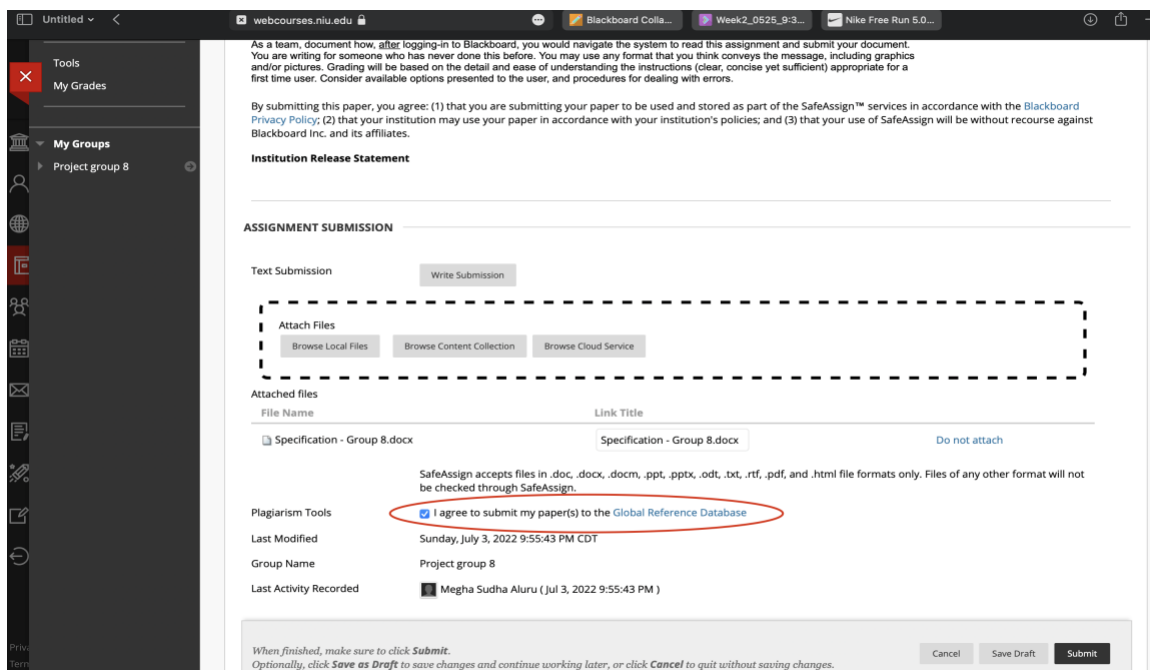 Untitled
webcourses.niu.edu
Blackboard Colla...
Week2_0525_9:3...
Nike Free Run 5.0...
Tools
My Grades
My Groups
Project group 8
As a team, document how, after logging-in to Blackboard, you would navigate the system to read this assignment and submit your document.
You are writing for someone who has never done this before. You may use any format that you think conveys the message, including graphics
and/or pictures. Grading will be based on the detail and ease of understanding the instructions (clear, concise yet sufficient) appropriate for a
first time user. Consider available options presented to the user, and procedures for dealing with errors.
By submitting this paper, you agree: (1) that you are submitting your paper to be used and stored as part of the SafeAssign™ services in accordance with the Blackboard
Privacy Policy; (2) that your institution may use your paper in accordance with your institution's policies; and (3) that your use of SafeAssign will be without recourse against
Blackboard Inc. and its affiliates.
Institution Release Statement
ASSIGNMENT SUBMISSION
Text Submission
Write Submission
Attach Files
Browse Local Files
Browse Content Collection
Browse Cloud Service
Attached files
File Name
Link Title
Specification - Group 8.docx
Specification - Group 8.docx
Do not attach
SafeAssign accepts files in .doc, .docx, .docm, .ppt, .pptx, .odt, .txt, .rtf, .pdf, and .html file formats only. Files of any other format will not
be checked through SafeAssign.
Plagiarism Tools
I agree to submit my paper(s) to the Global Reference Database
Last Modified
Sunday, July 3, 2022 9:55:43 PM CDT
Group Name
Project group 8
Last Activity Recorded
Megha Sudha Aluru ( Jul 3, 2022 9:55:43 PM )
Priva
Term
When finished, make sure to click Submit.
Optionally, click Save as Draft to save changes and continue working later, or click Cancel to quit without saving changes.
Cancel
Save Draft
Submit